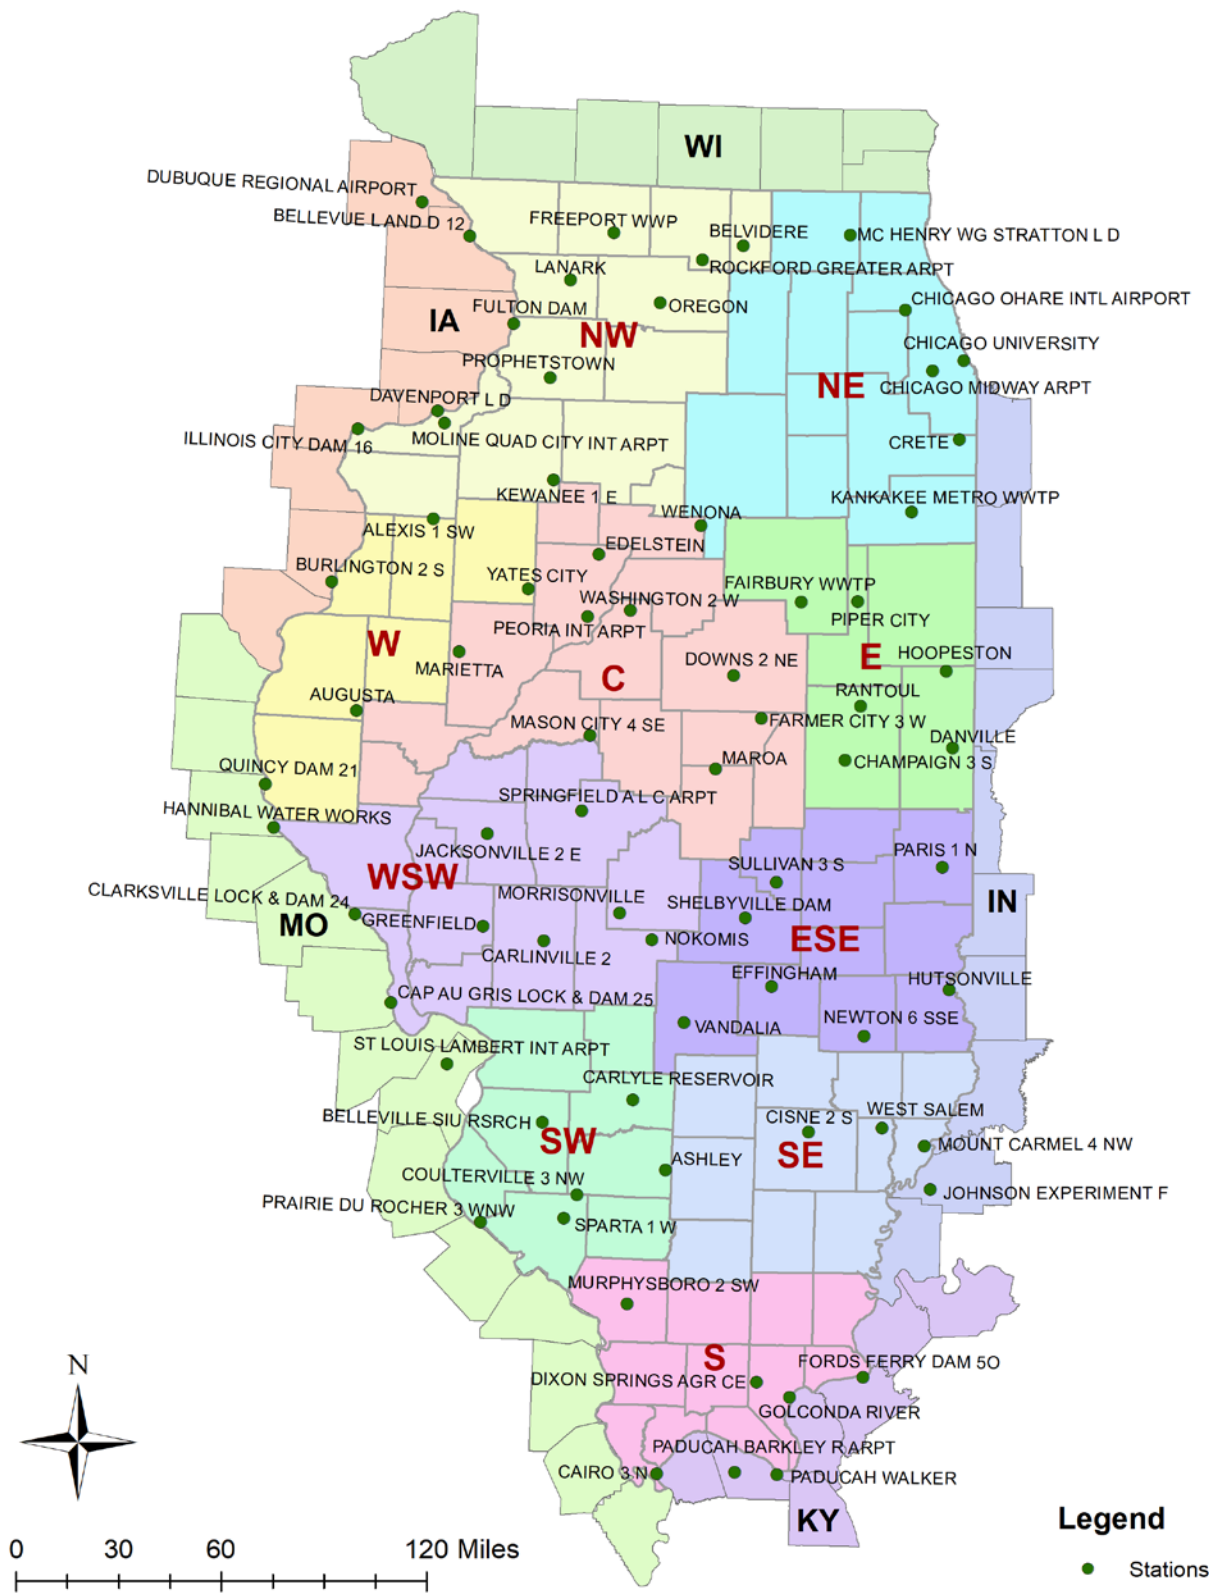 WI
DUBUQUE REGIONAL AIRPORT
BELLEVUE LAND D 12
FREEPORT WWP
BELVIDERE
MC HENRY WG STRATTON L D
LANARK
ROCKFORD GREATER ARPT
FULTON DAM
OREGON
CHICAGO OHARE INTL AIRPORT
IA
NW
CHICAGO UNIVERSITY
PROPHETSTOWN
NE
CHICAGO MIDWAY ARPT
DAVENPORT L D
ILLINOIS CITY DAM 16
MOLINE QUAD CITY INT ARPT
CRETE
KEWANEE 1 E
KANKAKEE METRO WWTP
WENONA
ALEXIS 1 SW
EDELSTEIN
BURLINGTON 2 S
YATES CITY
FAIRBURY WWTP
WASHINGTON 2 W
PIPER CITY
PEORIA INT ARPT
W
MARIETTA
C
DOWNS 2 NE
E
HOOPESTON
AUGUSTA
RANTOUL
MASON CITY 4 SE
FARMER CITY 3 W
DANVILLE
QUINCY DAM 21
MAROA
CHAMPAIGN 3 S
SPRINGFIELD A L C ARPT
HANNIBAL WATER WORKS
JACKSONVILLE 2 E
PARIS 1 N
SULLIVAN 3 S
WSW
CLARKSVILLE LOCK & DAM 24
MORRISONVILLE
SHELBYVILLE DAM
IN
MO
GREENFIELD
NOKOMIS
ESE
CARLINVILLE 2
EFFINGHAM
HUTSONVILLE
CAP AU GRIS LOCK & DAM 25
VANDALIA
NEWTON 6 SSE
ST LOUIS LAMBERT INT ARPT
CARLYLE RESERVOIR
BELLEVILLE SIU RSRCH
CISNE 2 S
WEST SALEM
SW
SE
MOUNT CARMEL 4 NW
ASHLEY
COULTERVILLE 3 NW
JOHNSON EXPERIMENT F
PRAIRIE DU ROCHER 3 WNW
SPARTA 1 W
MURPHYSBORO 2 SW
S
FORDS FERRY DAM 5O
DIXON SPRINGS AGR CE
GOLCONDA RIVER
N
PADUCAH BARKLEY R ARPT
CAIRO 3 N
PADUCAH WALKER
KY
Legend
0 30 60 120 Miles
Stations